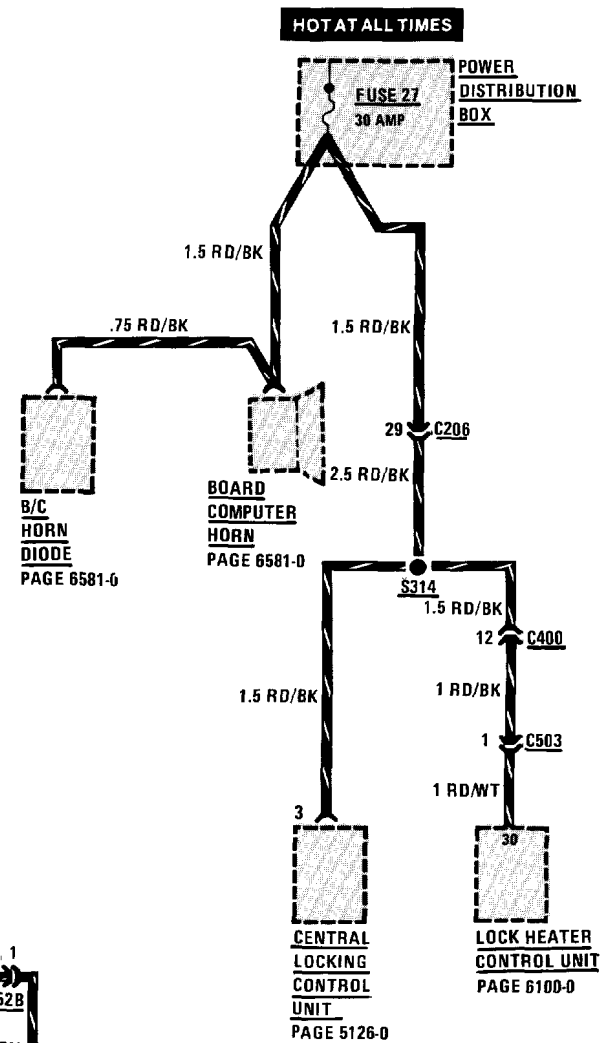 HOT AT ALL TIMES
POWER
DISTRIBUTION
BOX
FUSE 27
30 AMP
1.5 RD/BK
.75 RD/BK
1.5 RD/BK
29
C206
2.5 RD/BK
B/C
HORN
DIODE
PAGE 6581-0
BOARD
COMPUTER
HORN
PAGE 6581-0
S314
1.5 RD/BK
12
C400
1.5 RD/BK
1 RD/BK
1
C503
1 RD/WT
3
30
CENTRAL
LOCKING
CONTROL
UNIT
PAGE 5126-0
LOCK HEATER
CONTROL UNIT
PAGE 6100-0
1
52B